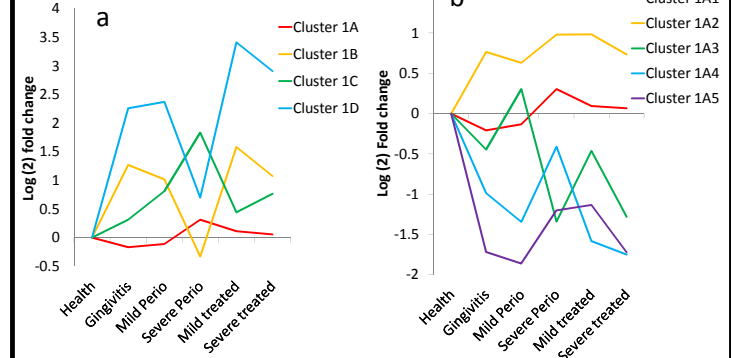 a
4
3.5
3
2.5
2
1.5
1
0.5
0
-0.5
Log (2) fold change
Cluster 1A
Cluster 1B
Cluster 1C
Cluster 1D
Health
Gingivitis
Mild Perio
Severe Perio
Mild treated
Severe treated
b
1
0.5
0
-0.5
-1
-1.5
-2
Log (2) Fold change
Cluster 1A1
Cluster 1A2
Cluster 1A3
Cluster 1A4
Cluster 1A5
Health
Gingivitis
Mild Perio
Severe Perio
Mild treated
Severe treated